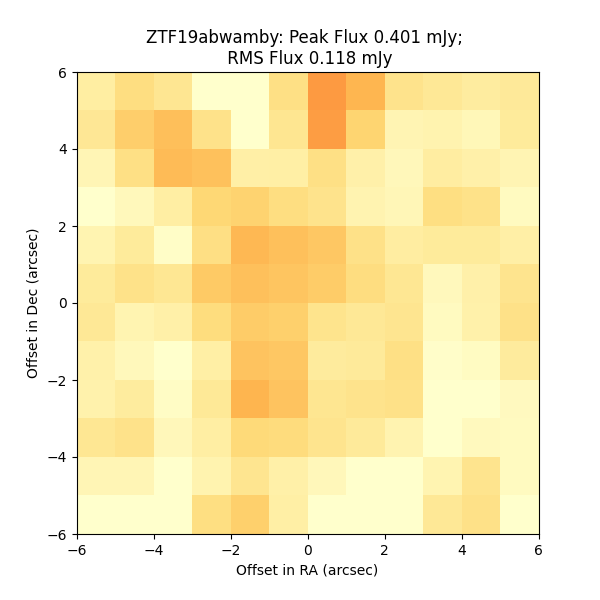 ZTF19abwamby: Peak Flux 0.401 mJy;
RMS Flux 0.118 mJy
6
4
2
0
−2
−4
−6
Offset in Dec (arcsec)
−6 −4 −2 0 2 4 6
Offset in RA (arcsec)